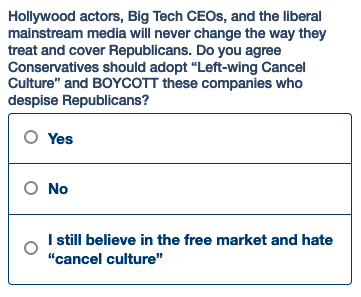 Hollywood actors, Big Tech CEOs, and the liberal
mainstream media will never change the way they
treat and cover Republicans. Do you agree
Conservatives should adopt “Left-wing Cancel
Culture” and BOYCOTT these companies who
despise Republicans?
Yes
No
I still believe in the free market and hate
“cancel culture”